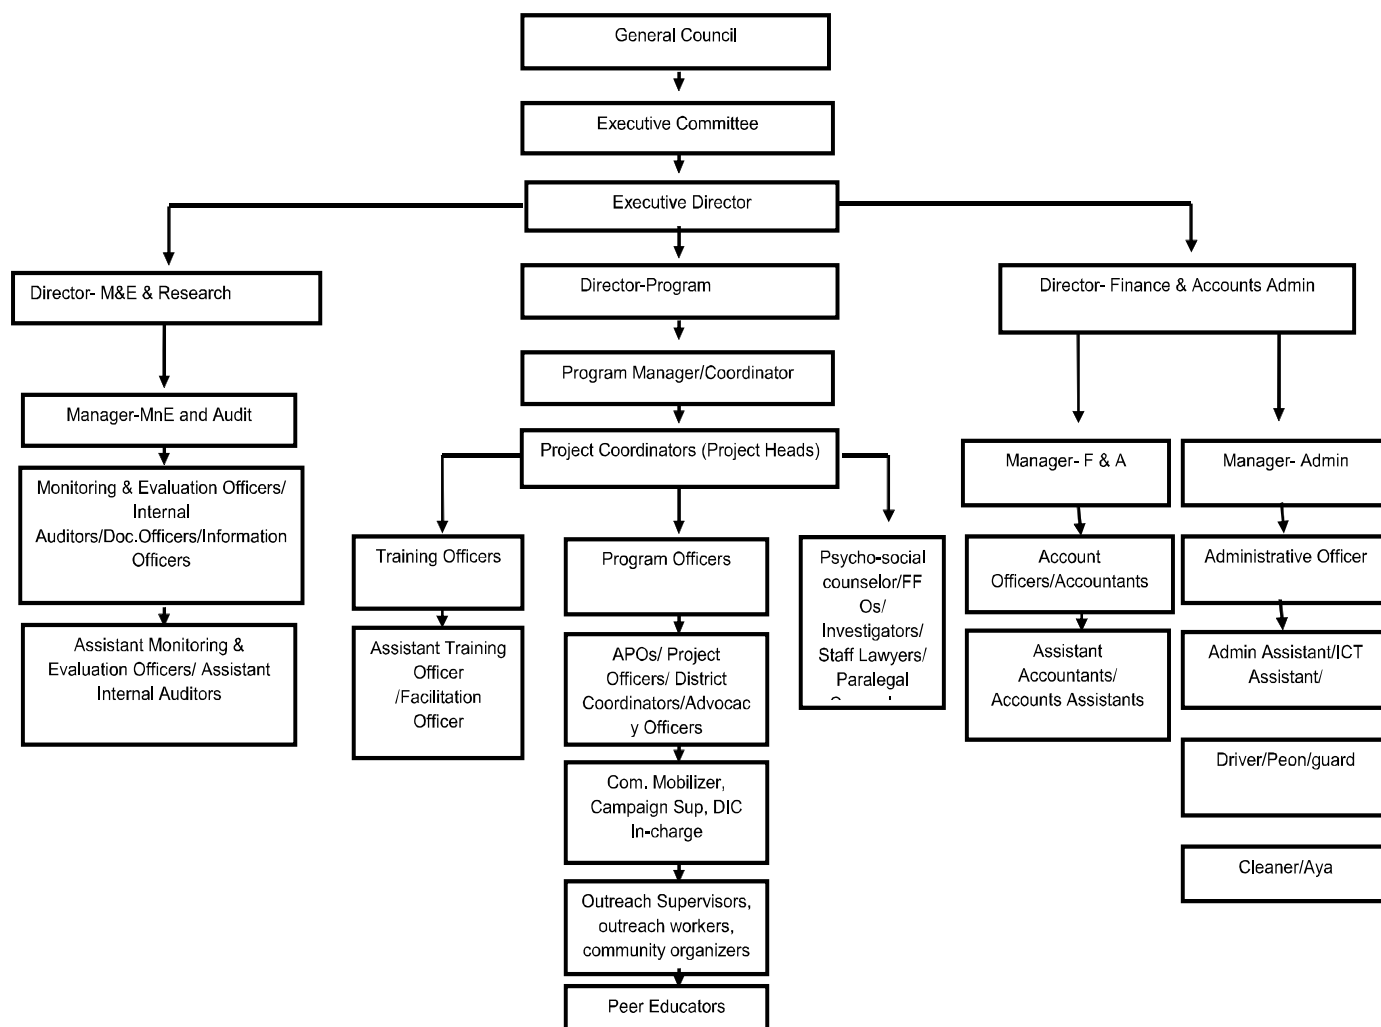 General Council
Executive Committee
Executive Director
Director- M&E & Research
Director-Program
Director- Finance & Accounts Admin
Program Manager/Coordinator
Manager-MnE and Audit
Project Coordinators (Project Heads)
Manager- F & A
Manager- Admin
Monitoring & Evaluation Officers/
Internal
Auditors/Doc.Officers/Information
Officers
Training Officers
Program Officers
Psycho-social
counselor/FF
Os/
Investigators/
Staff Lawyers/
Paralegal
Account
Officers/Accountants
Administrative Officer
Assistant Monitoring &
Evaluation Officers/ Assistant
Internal Auditors
Assistant Training
Officer
/Facilitation
Officer
APOs/ Project
Officers/ District
Coordinators/Advocac
y Officers
Assistant
Accountants/
Accounts Assistants
Admin Assistant/ICT
Assistant/
Com. Mobilizer,
Campaign Sup, DIC
In-charge
Driver/Peon/guard
Outreach Supervisors,
outreach workers,
community organizers
Cleaner/Aya
Peer Educators